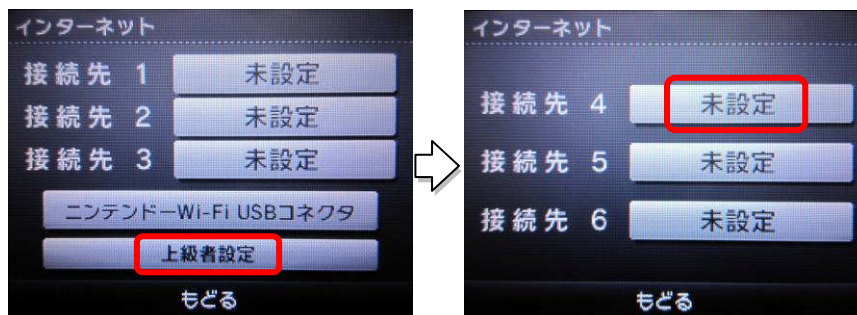 インターネット
接続先 1 未設定
接続先 2 未設定
接続先 3 未設定
ニンテンドーWi-Fi USBコネクタ
上級者設定
もどる
インターネット
接続先 4 未設定
接続先 5 未設定
接続先 6 未設定
もどる